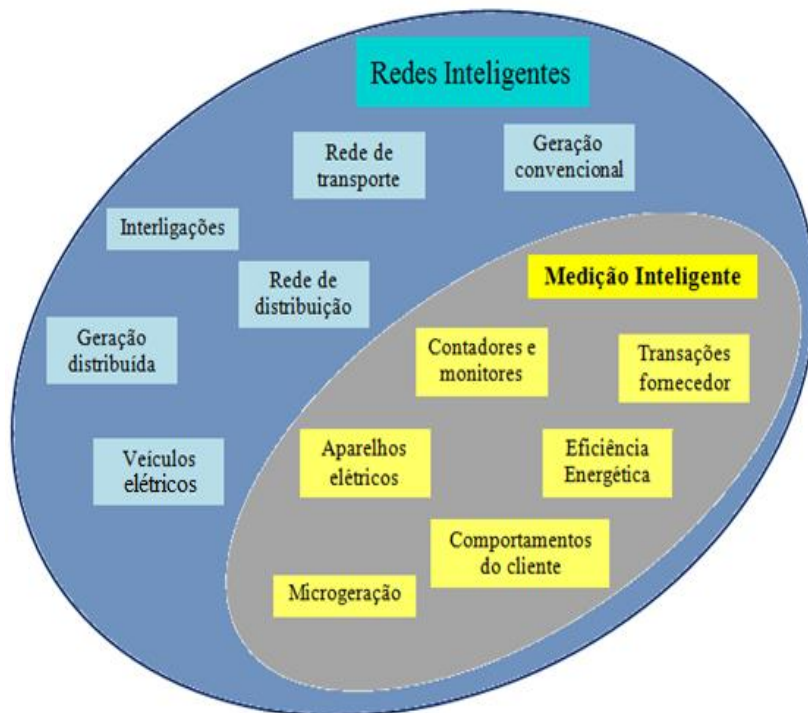 Redes Inteligentes
Rede de
transporte
Geração
convencional
Interligações
Rede de
distribuição
Geração
distribuída
Veículos
elétricos
Medição Inteligente
Contadores e
monitores
Transações
fornecedor
Aparelhos
elétricos
Eficiência
Energética
Comportamentos
do cliente
Microgeração